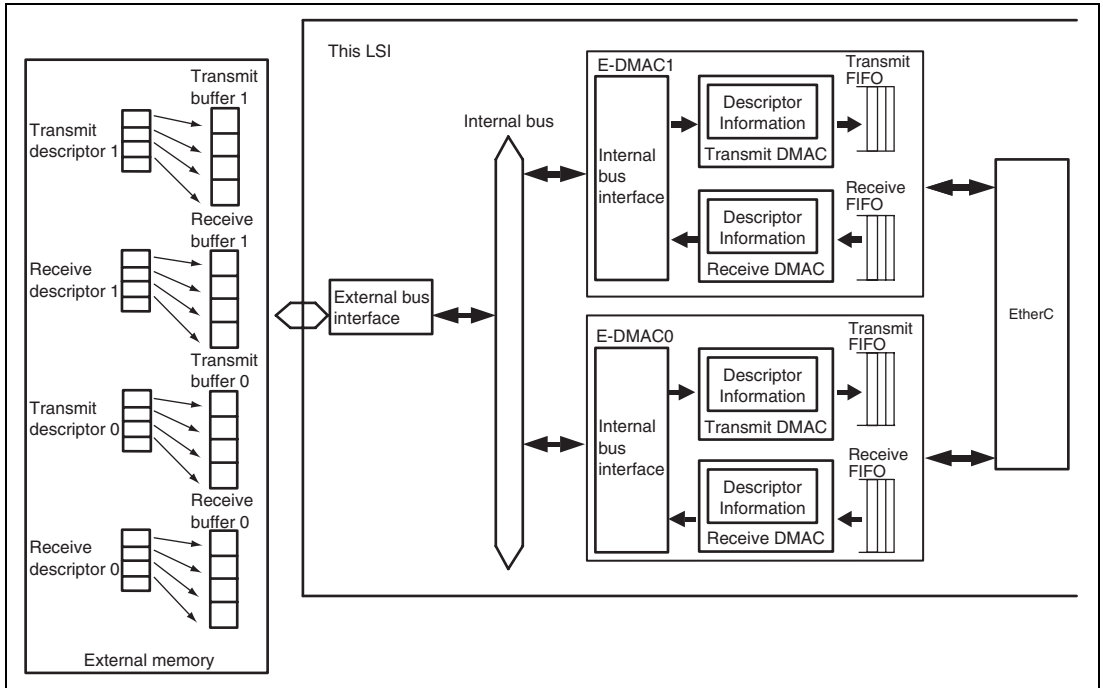 This LSI
Transmit
buffer 1
Transmit
descriptor 1
Receive
buffer 1
Receive
descriptor 1
Transmit
buffer 0
Transmit
descriptor 0
Receive
buffer 0
Receive
descriptor 0
External memory
External bus
interface
Internal bus
E-DMAC1
Internal
bus
interface
Descriptor
Information
Transmit DMAC
Transmit
FIFO
Descriptor
Information
Receive DMAC
Receive
FIFO
E-DMAC0
Internal
bus
interface
Descriptor
Information
Transmit DMAC
Transmit
FIFO
Descriptor
Information
Receive DMAC
Receive
FIFO
EtherC